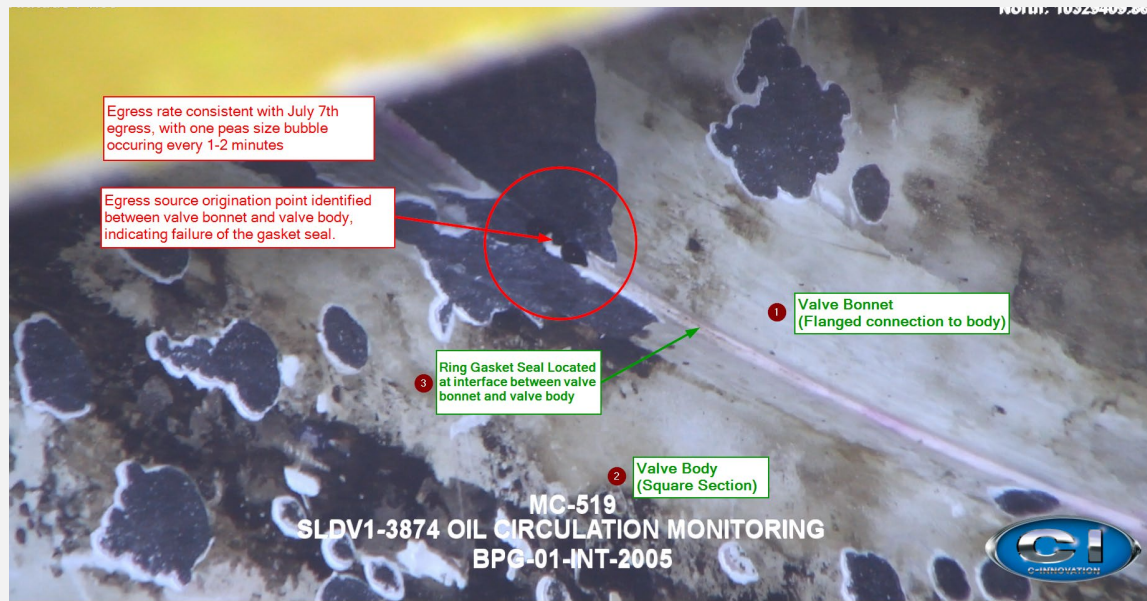 North: 10329409.86
Egress rate consistent with July 7th
egress, with one peas size bubble
occuring every 1-2 minutes
Egress source origination point identified
between valve bonnet and valve body,
indicating failure of the gasket seal.
1
Valve Bonnet
(Flanged connection to body)
3
Ring Gasket Seal Located
at interface between valve
bonnet and valve body
2
Valve Body
(Square Section)
MC-519
SLDV1-3874 OIL CIRCULATION MONITORING
BPG-01-INT-2005
C-INNOVATION